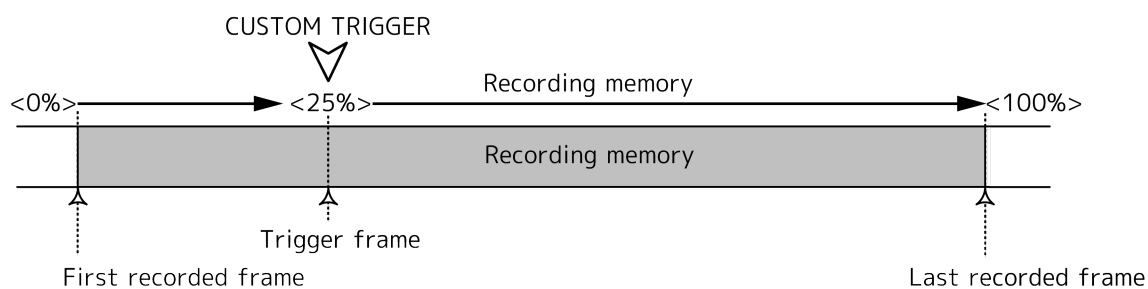 CUSTOM TRIGGER
Recording memory
<0%> <25%> <100%>
Recording memory
Trigger frame
First recorded frame Last recorded frame